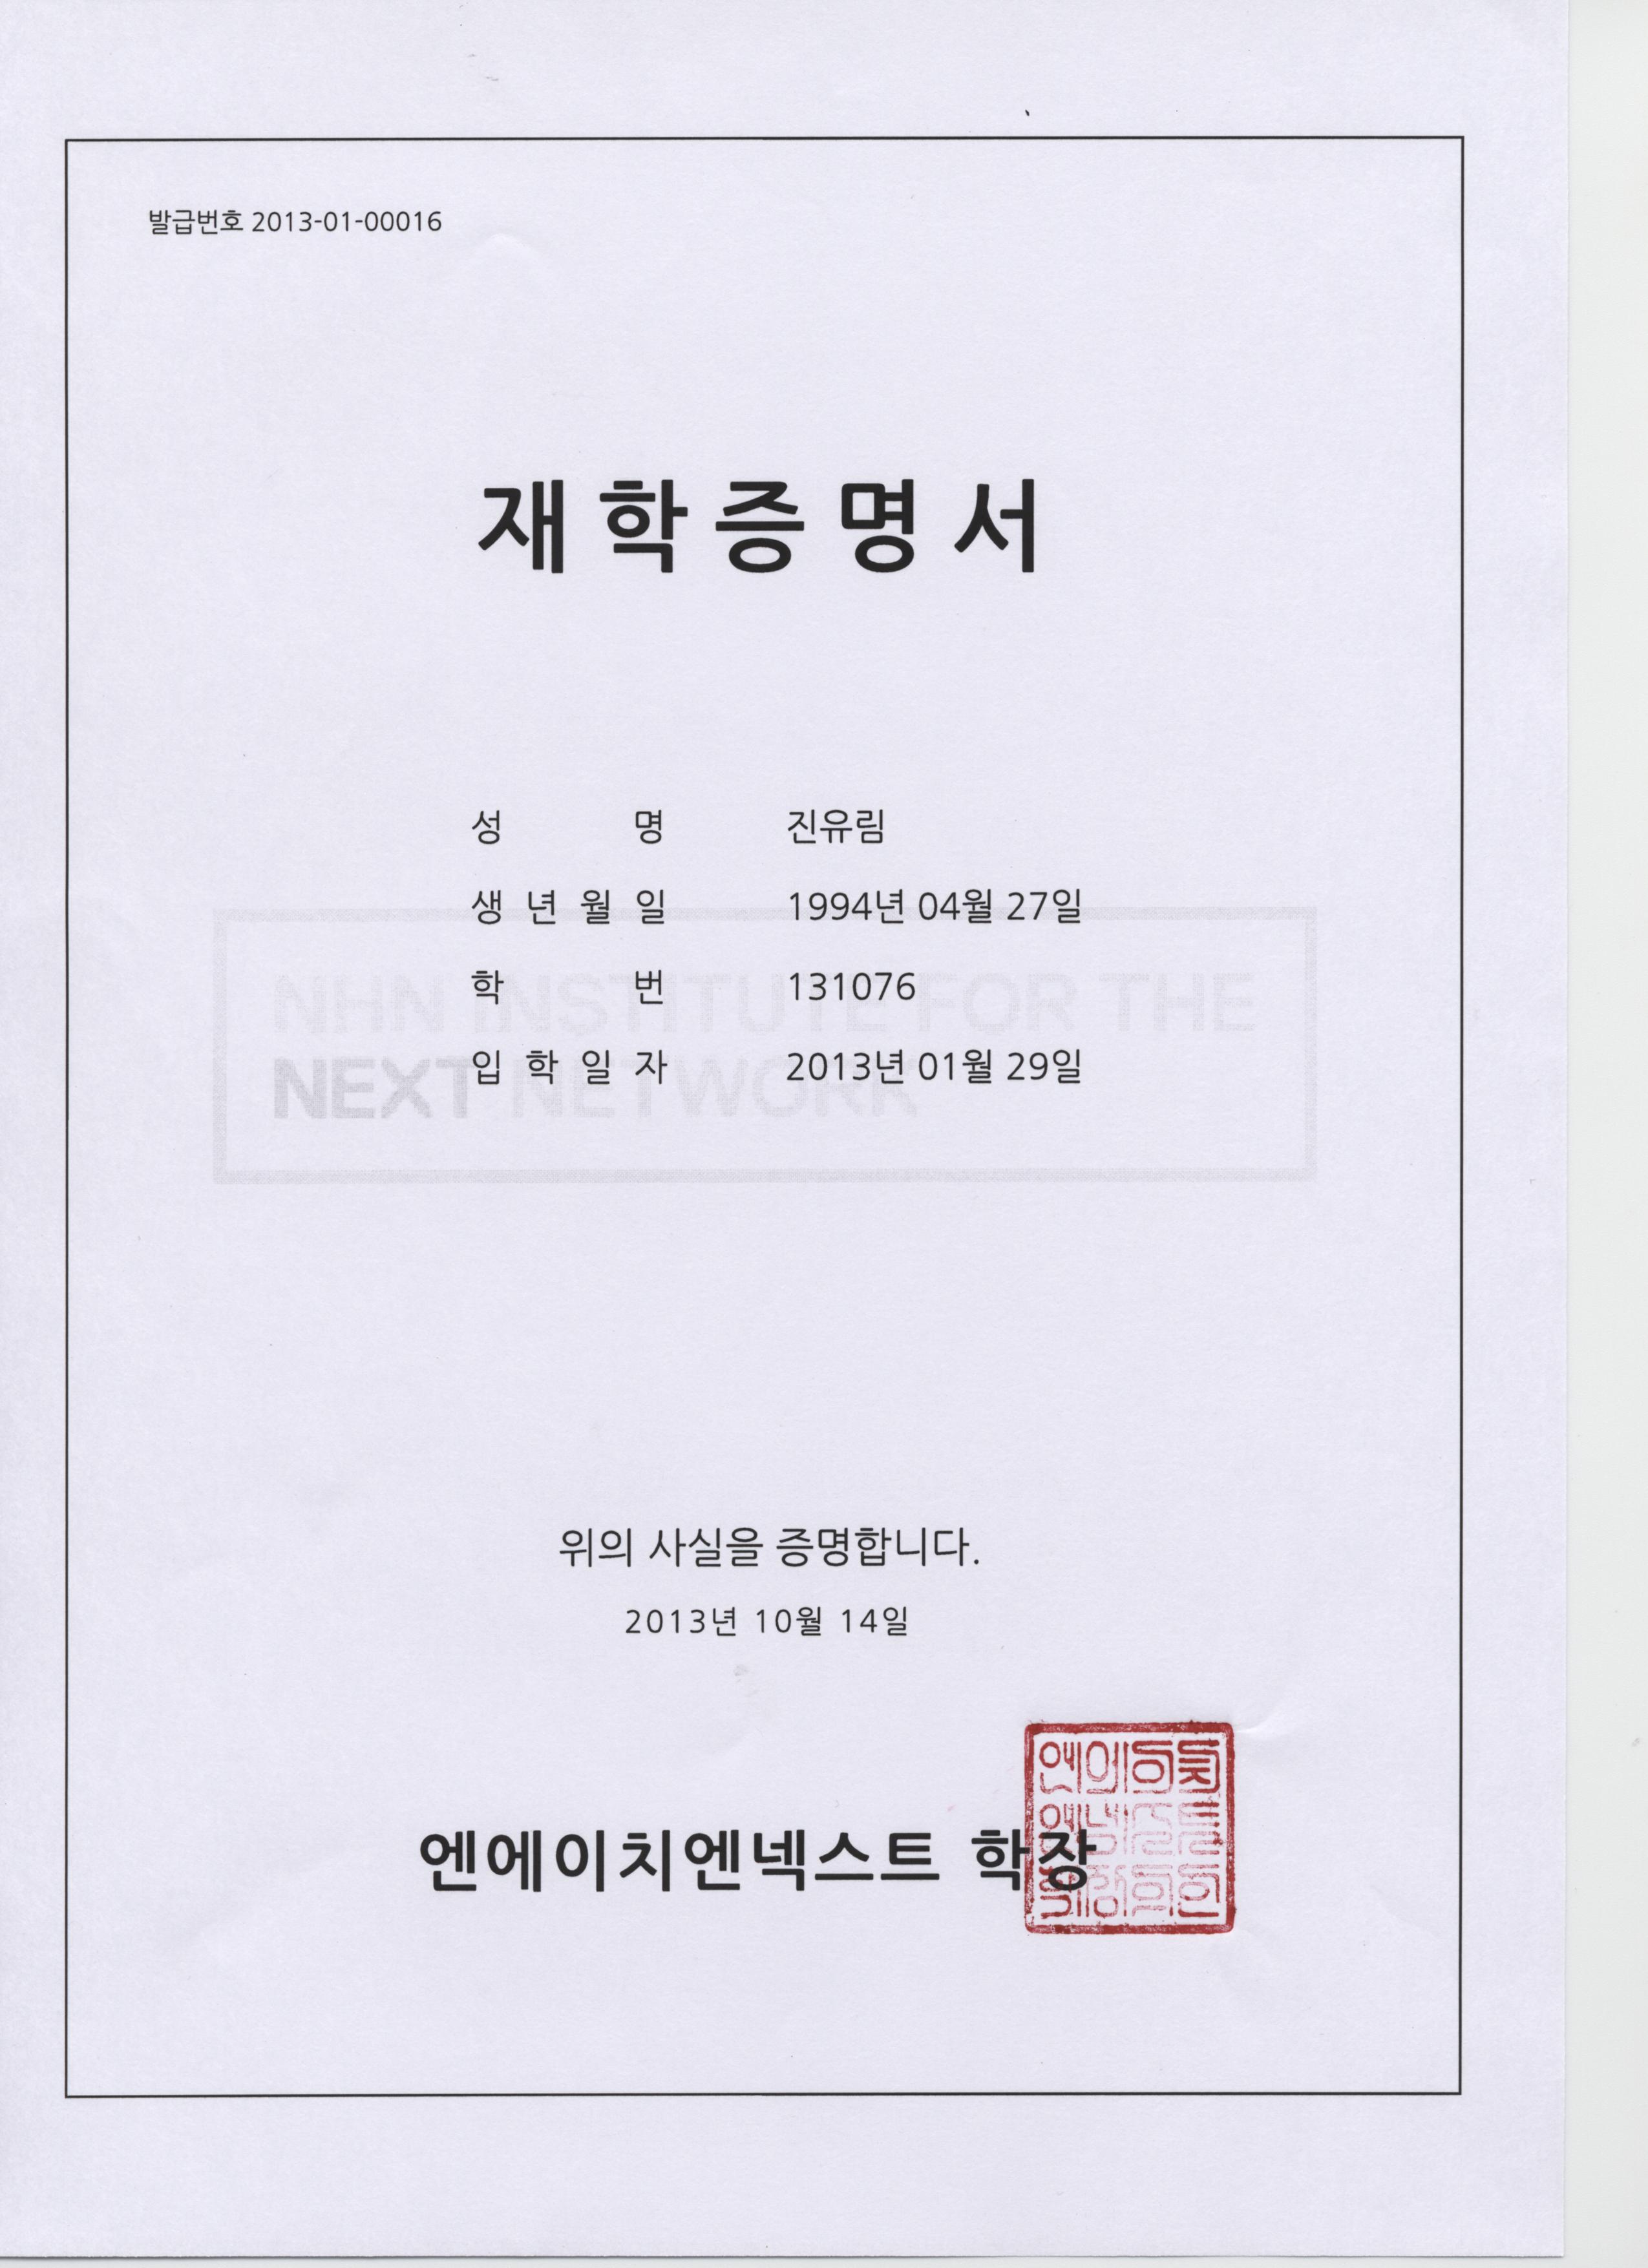 발급번호 2013-01-00016
재학증명서
성 명 진유림
생년월일 1994년 04월 27일
학 번 131076
입학일자 2013년 01월 29일
NHN INSTITUTE FOR THE
NEXT NETWORK
위의 사실을 증명합니다.
2013년 10월 14일
엔에이치엔넥스트 학장